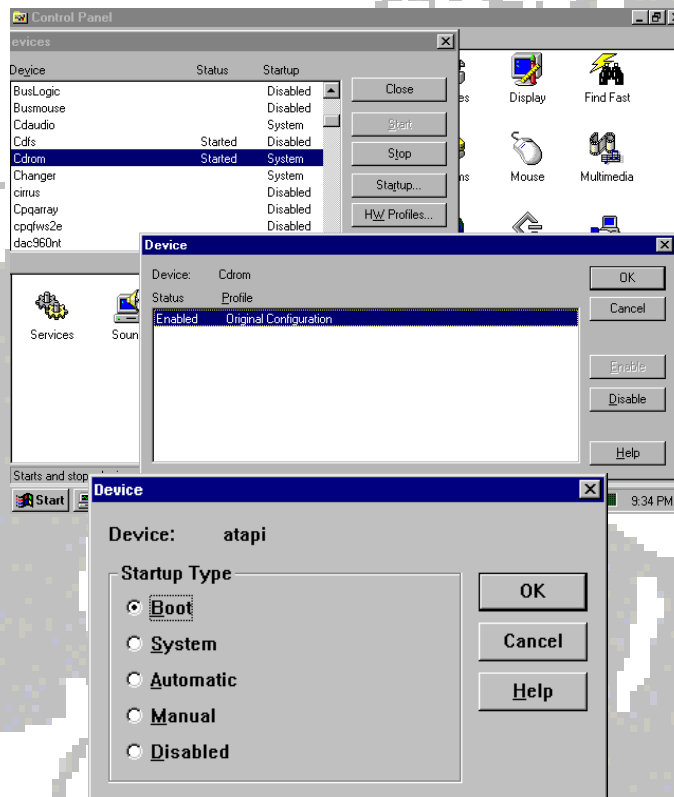 Control Panel
evices
Device Status Startup
BusLogic Disabled
Busmouse Disabled
Cdaudio System
Cdfs Started Disabled
Cdrom Started System
Changer System
cirrus Disabled
Cpqarray Disabled
cpqfws2e Disabled
dac960nt
Close
Start
Stop
Startup...
HW Profiles...
es Display Find Fast
ns Mouse Multimedia
Services Soun
Starts and stop
Device
Device: Cdrom
Status Profile
Enabled Original Configuration
OK
Cancel
Enable
Disable
Help
Start 9:34 PM
Device
Device: atapi
Startup Type
Boot
System
Automatic
Manual
Disabled
OK
Cancel
Help